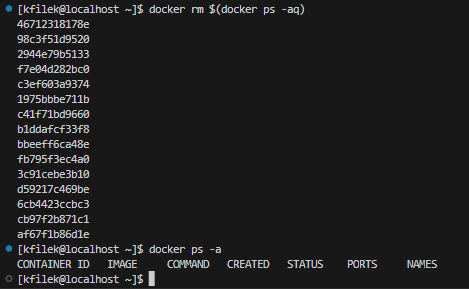 [kfilek@localhost ~]$ docker rm $(docker ps -aq)
46712318178e
98c3f51d9520
2944e79b5133
f7e04d282bc0
c3ef603a9374
1975bbbe711b
c41f71bd9660
b1ddafcf33f8
bbeeff6ca48e
fb795f3ec4a0
3c91cebe3b10
d59217c469be
6cb4423ccbc3
cb97f2b871c1
af67f1b86d1e
[kfilek@localhost ~]$ docker ps -a
CONTAINER ID   IMAGE     COMMAND   CREATED   STATUS    PORTS     NAMES
[kfilek@localhost ~]$